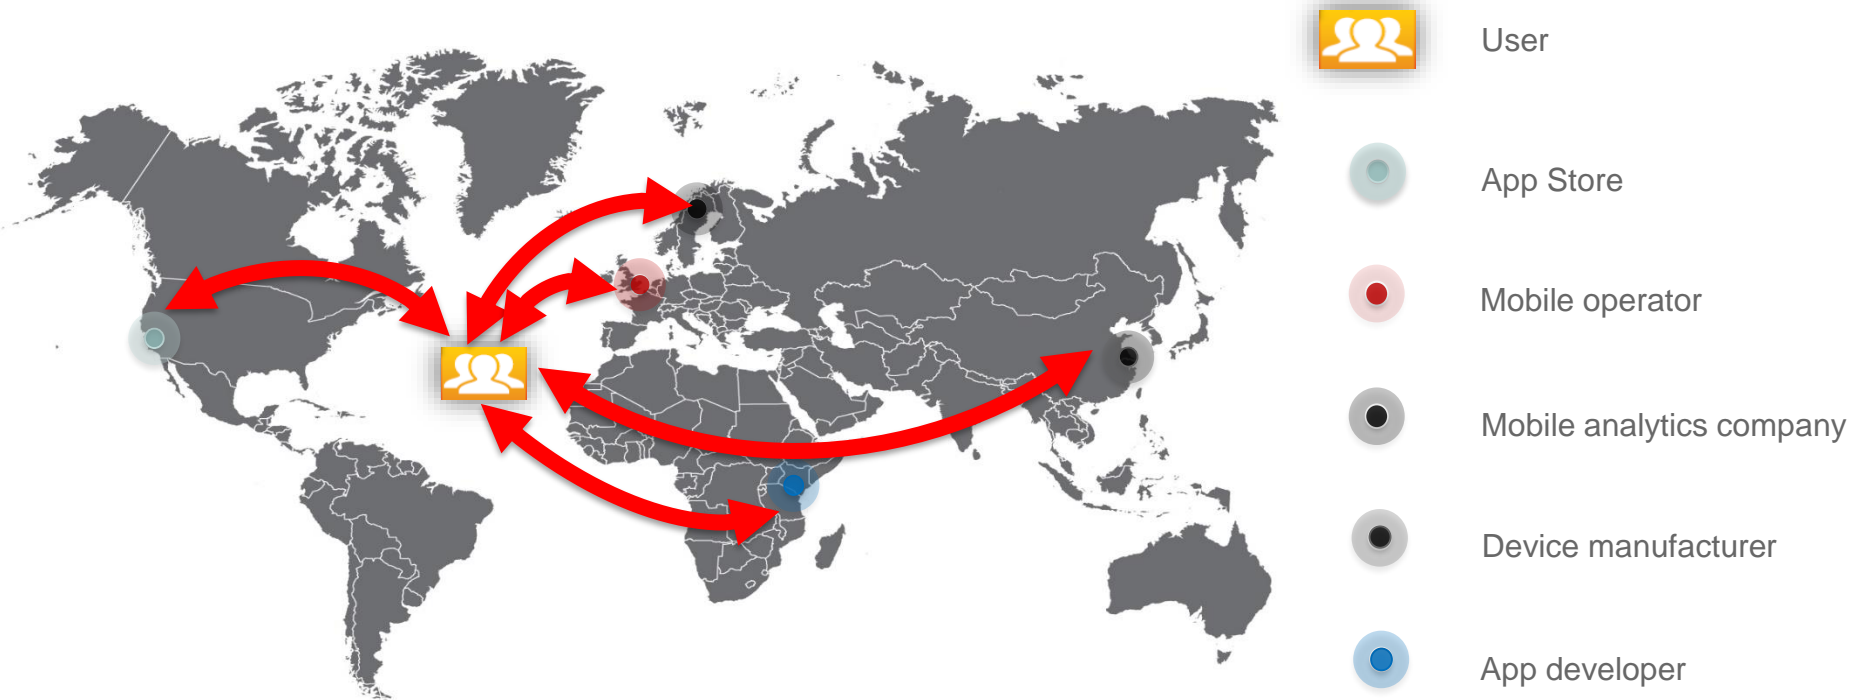 User
App Store
Mobile operator
Mobile analytics company
Device manufacturer
App developer